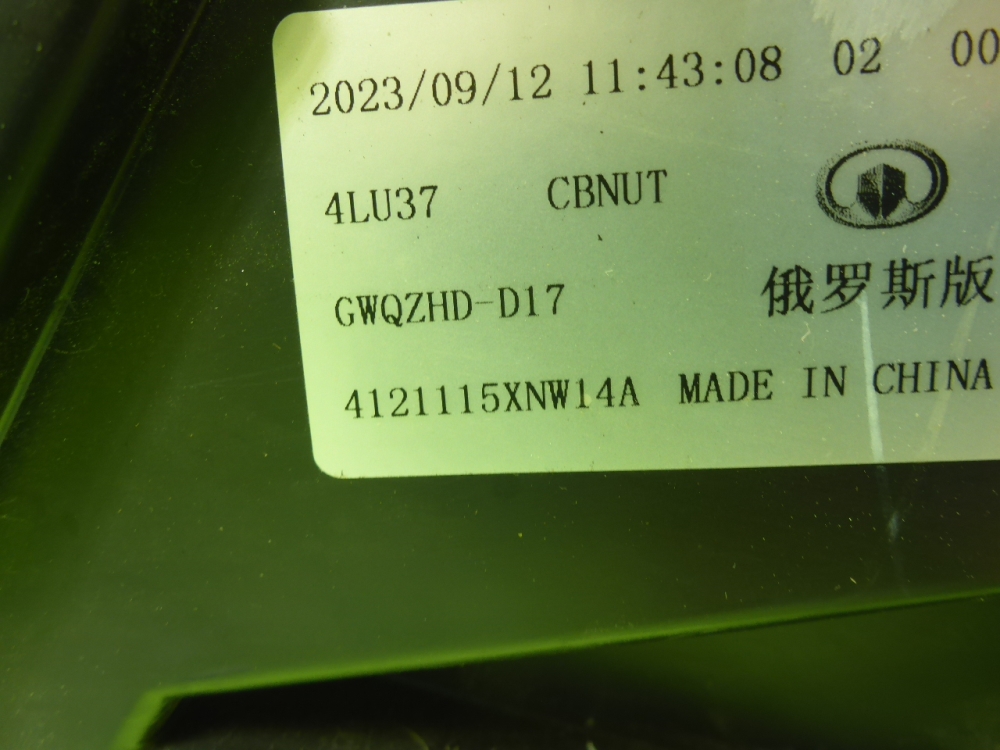 2023/09/12 11:43:08 02 00
4LU37 CBNUT
GWQZHD-D17 俄罗斯版
4121115XNW14A MADE IN CHINA